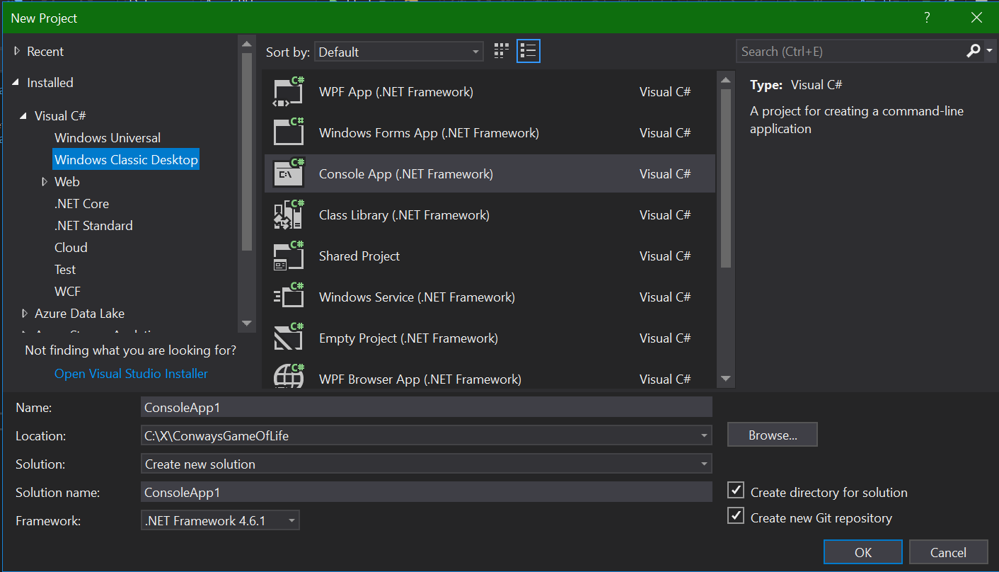 New Project
?
Recent
Installed
Visual C#
Windows Universal
Windows Classic Desktop
Web
.NET Core
.NET Standard
Cloud
Test
WCF
Azure Data Lake
Not finding what you are looking for?
Open Visual Studio Installer
Sort by: Default
C# WPF App (.NET Framework) Visual C#
C# Windows Forms App (.NET Framework) Visual C#
C# C:\ Console App (.NET Framework) Visual C#
C# Class Library (.NET Framework) Visual C#
C# Shared Project Visual C#
C# Windows Service (.NET Framework) Visual C#
C# Empty Project (.NET Framework) Visual C#
C# WPF Browser App (.NET Framework) Visual C#
Search (Ctrl+E)
Type: Visual C#
A project for creating a command-line
application
Name: ConsoleApp1
Location: C:\X\ConwaysGameOfLife
Browse...
Solution: Create new solution
Solution name: ConsoleApp1
Create directory for solution
Framework: .NET Framework 4.6.1
Create new Git repository
OK Cancel